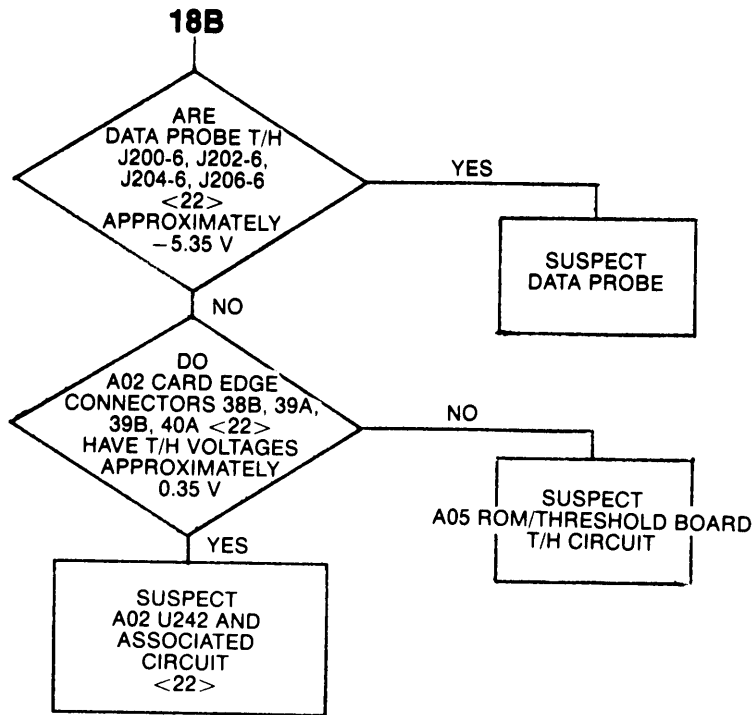 18B
ARE
DATA PROBE T/H
J200-6, J202-6,
J204-6, J206-6
<22>
APPROXIMATELY
−5.35 V
YES
SUSPECT
DATA PROBE
NO
DO
A02 CARD EDGE
CONNECTORS 38B, 39A,
39B, 40A <22>
HAVE T/H VOLTAGES
APPROXIMATELY
0.35 V
NO
SUSPECT
A05 ROM/THRESHOLD BOARD
T/H CIRCUIT
YES
SUSPECT
A02 U242 AND
ASSOCIATED
CIRCUIT
<22>